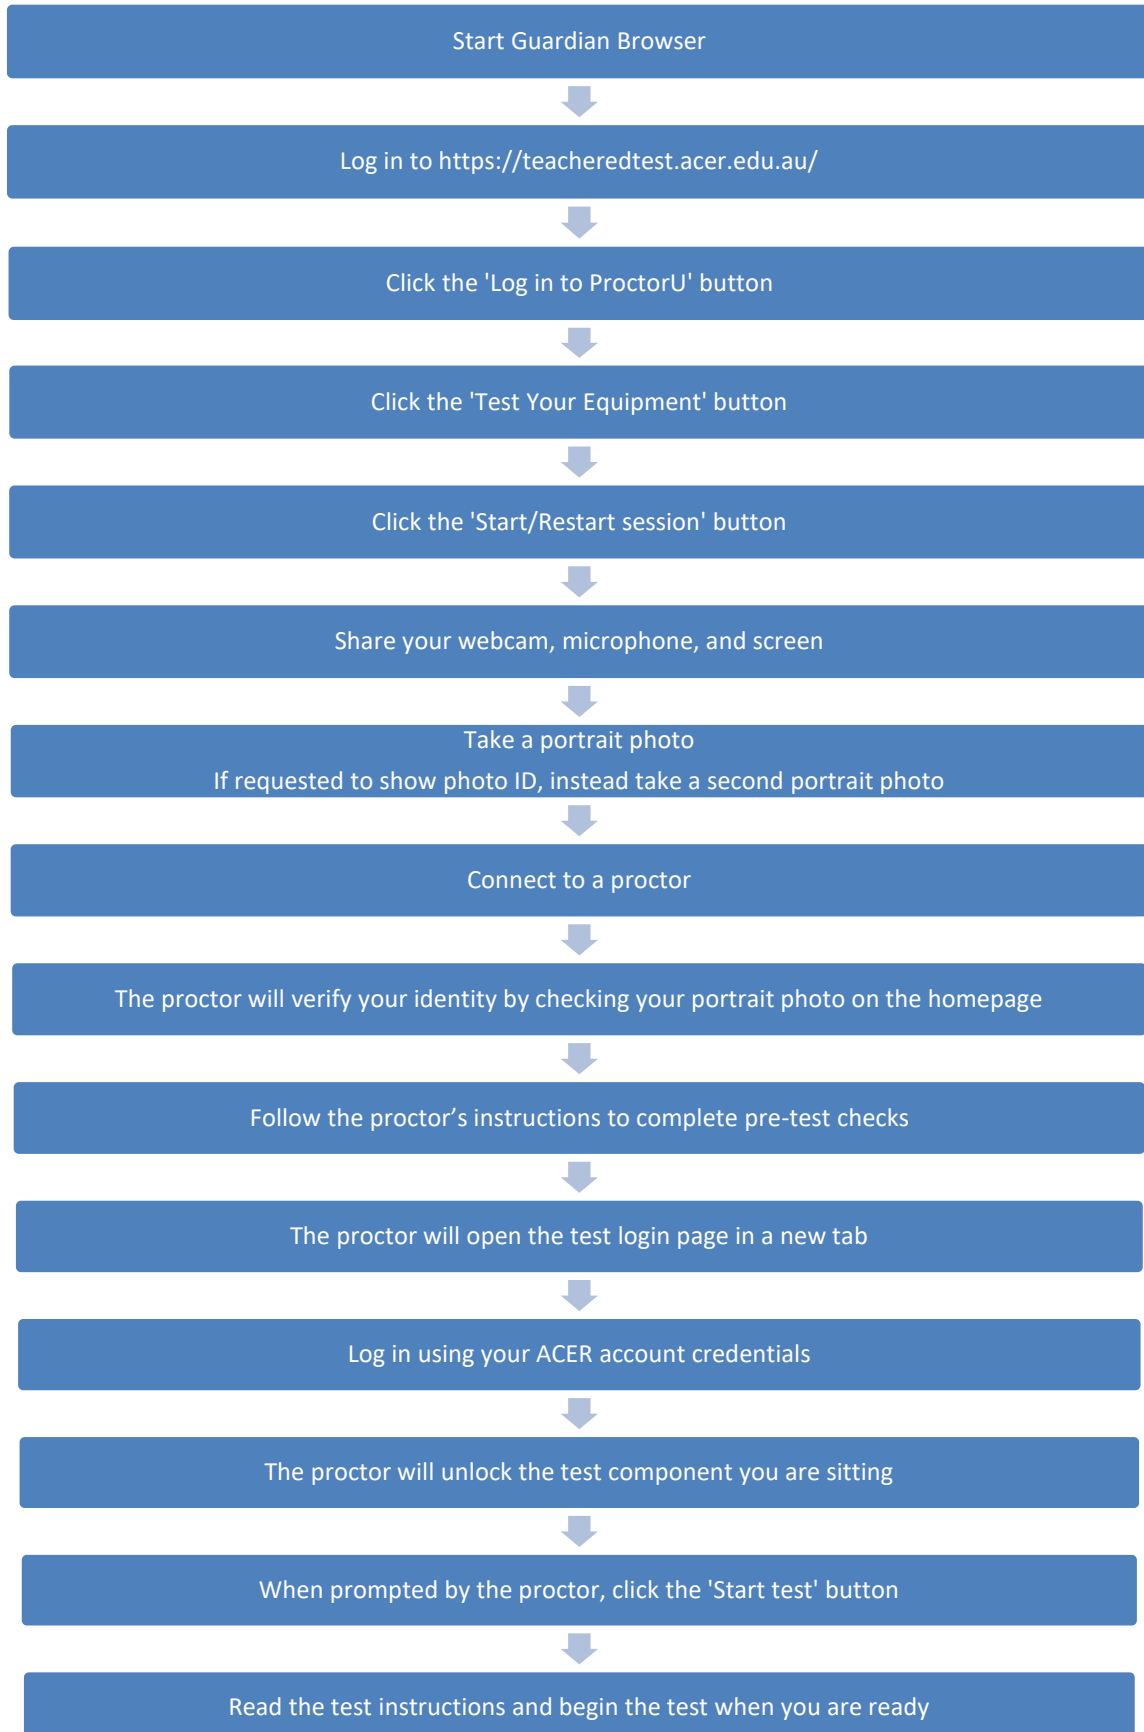 Start Guardian Browser
Log in to https://teacheredtest.acer.edu.au/
Click the 'Log in to ProctorU' button
Click the 'Test Your Equipment' button
Click the 'Start/Restart session' button
Share your webcam, microphone, and screen
Take a portrait photo
If requested to show photo ID, instead take a second portrait photo
Connect to a proctor
The proctor will verify your identity by checking your portrait photo on the homepage
Follow the proctor’s instructions to complete pre-test checks
The proctor will open the test login page in a new tab
Log in using your ACER account credentials
The proctor will unlock the test component you are sitting
When prompted by the proctor, click the 'Start test' button
Read the test instructions and begin the test when you are ready